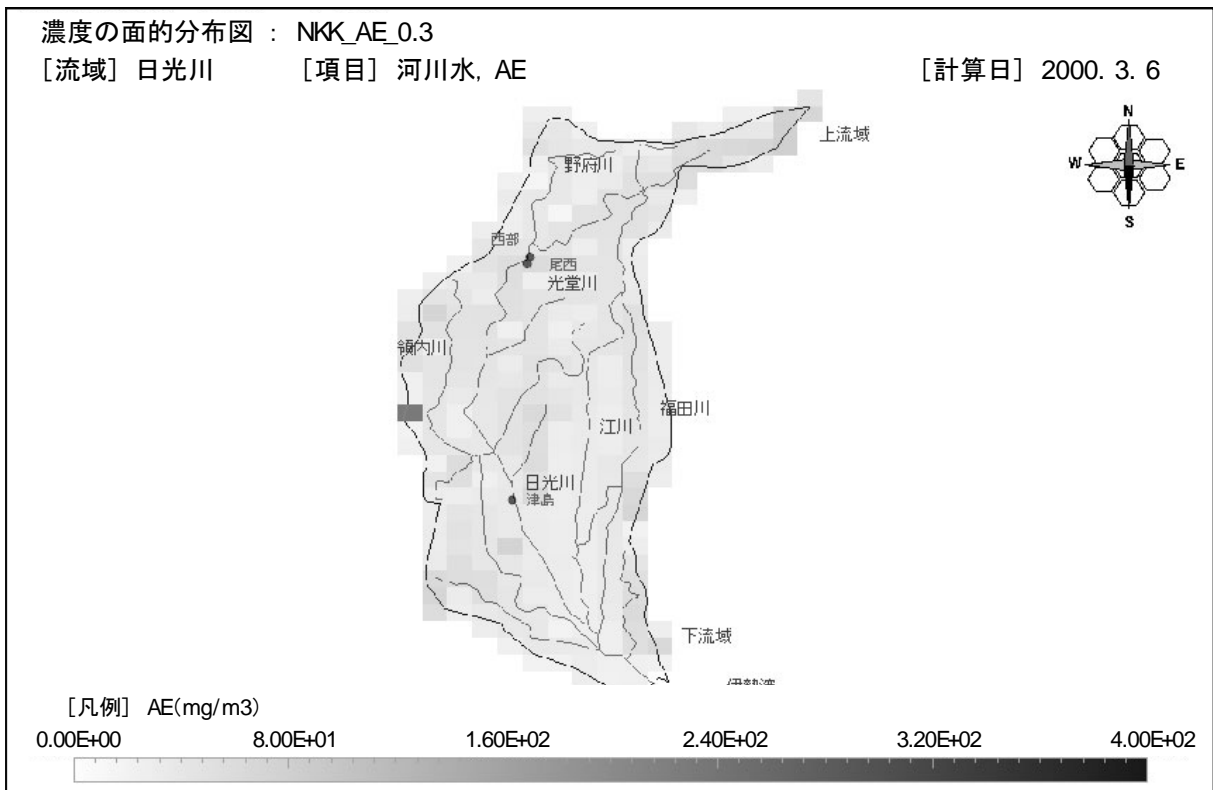 濃度の面的分布図 : NKK_AE_0.3
[流域] 日光川 [項目] 河川水, AE [計算日] 2000. 3. 6
N
上流域
野府川
W E
S
西部
尾西
光堂川
領内川
福田川
江川
日光川
津島
下流域
伊勢湾
[凡例] AE(mg/m3)
0.00E+00 8.00E+01 1.60E+02 2.40E+02 3.20E+02 4.00E+02